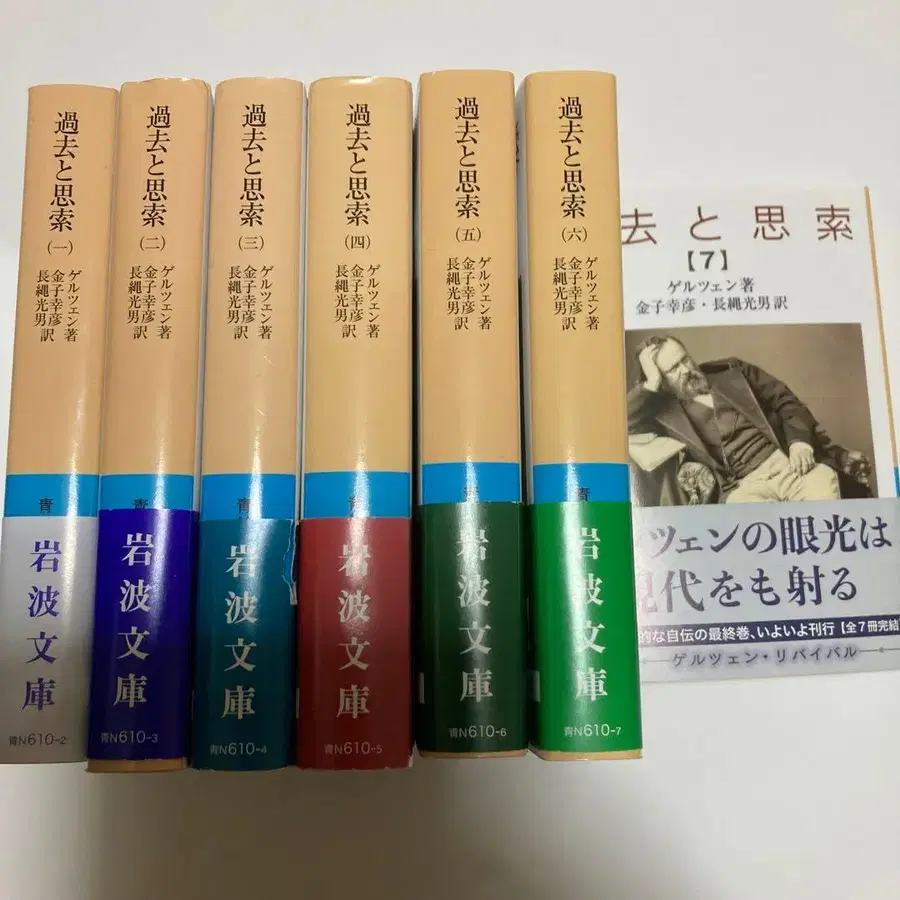 過去と思索(一)
ゲルツェン著
金子幸彦
長縄光男訳
青
岩波文庫
青N610-2
過去と思索(二)
ゲルツェン著
金子幸彦
長縄光男訳
青
岩波文庫
青N610-3
過去と思索(三)
ゲルツェン著
金子幸彦
長縄光男訳
青
岩波文庫
青N610-4
過去と思索(四)
ゲルツェン著
金子幸彦
長縄光男訳
青
岩波文庫
青N610-5
過去と思索(五)
ゲルツェン著
金子幸彦
長縄光男訳
青
岩波文庫
青N610-6
過去と思索(六)
ゲルツェン著
金子幸彦
長縄光男訳
青
岩波文庫
青N610-7
去と思索
【7】
ゲルツェン著
金子幸彦・長縄光男訳
ツェンの眼光は
現代をも射る
的な自伝の最終巻、いよいよ刊行【全7冊完結】
ゲルツェン・リバイバル